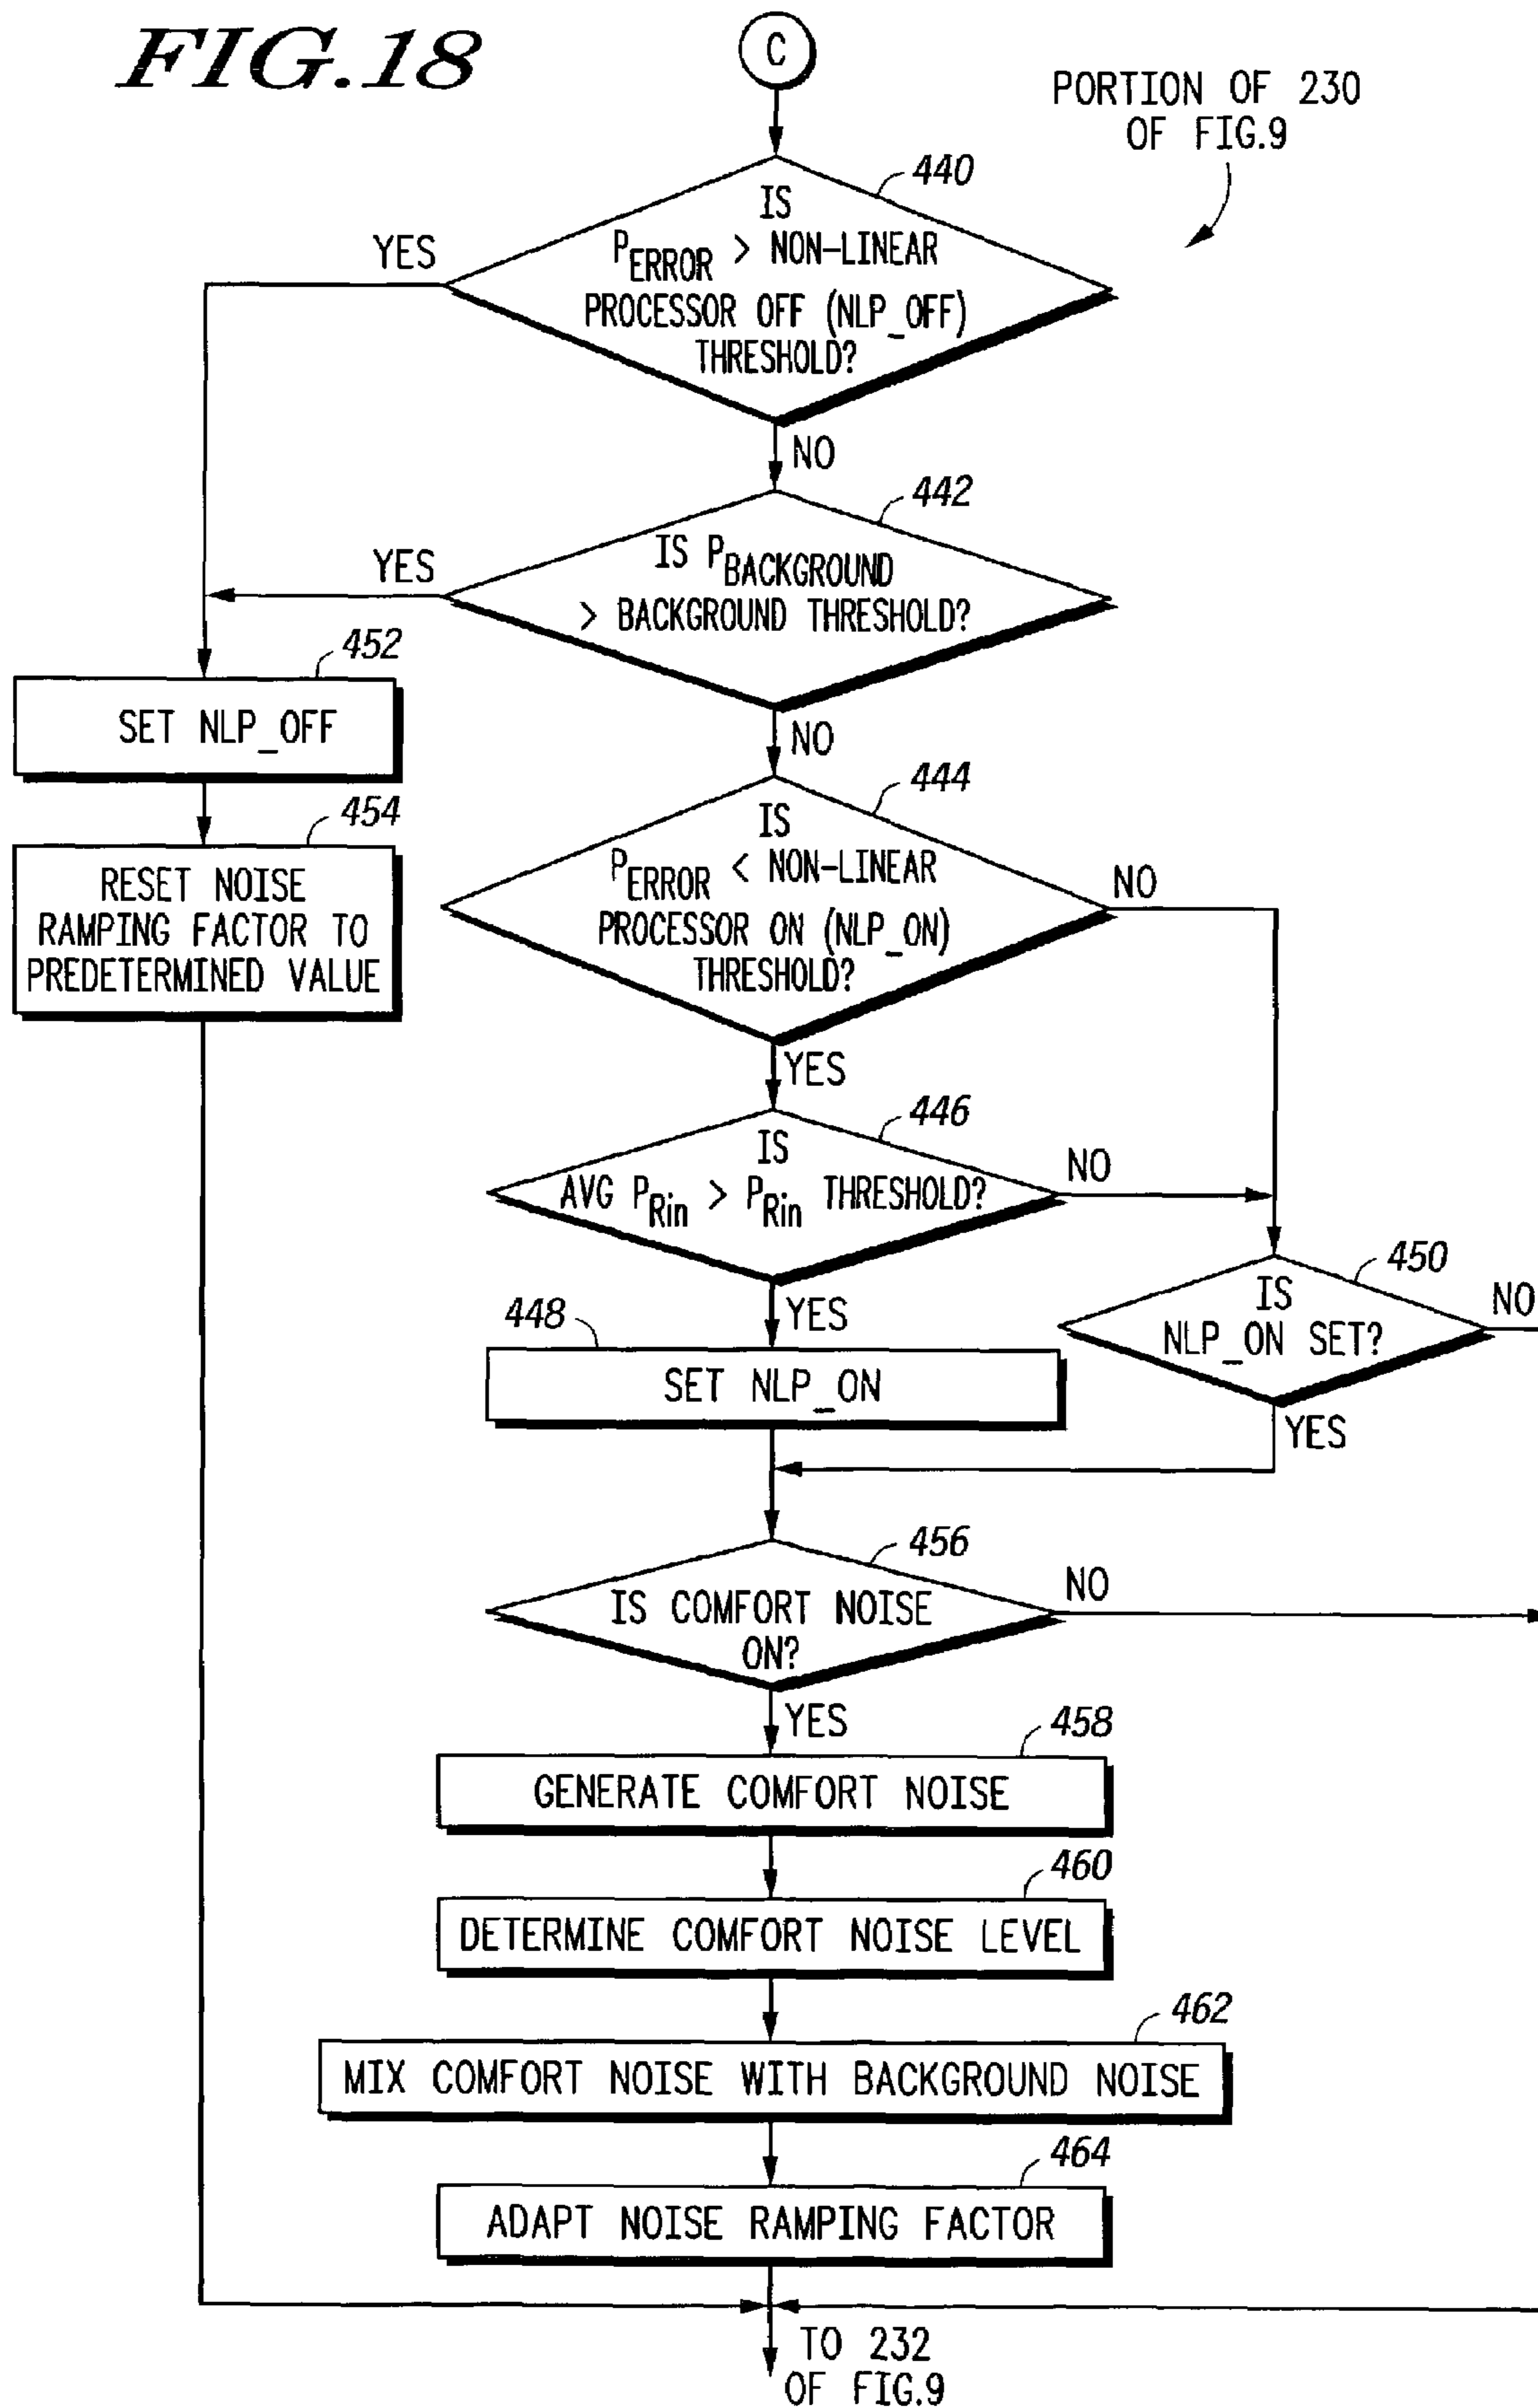 FIG.18
C
PORTION OF 230
OF FIG.9
440
IS
PERROR > NON-LINEAR
PROCESSOR OFF (NLP_OFF)
THRESHOLD?
YES
NO
442
IS PBACKGROUND
> BACKGROUND THRESHOLD?
YES
NO
452
SET NLP_OFF
454
RESET NOISE
RAMPING FACTOR TO
PREDETERMINED VALUE
444
IS
PERROR < NON-LINEAR
PROCESSOR ON (NLP_ON)
THRESHOLD?
NO
YES
446
IS
AVG PRin > PRin THRESHOLD?
NO
YES
450
IS
NLP_ON SET?
NO
YES
448
SET NLP_ON
456
IS COMFORT NOISE
ON?
NO
YES
458
GENERATE COMFORT NOISE
460
DETERMINE COMFORT NOISE LEVEL
462
MIX COMFORT NOISE WITH BACKGROUND NOISE
464
ADAPT NOISE RAMPING FACTOR
TO 232
OF FIG.9